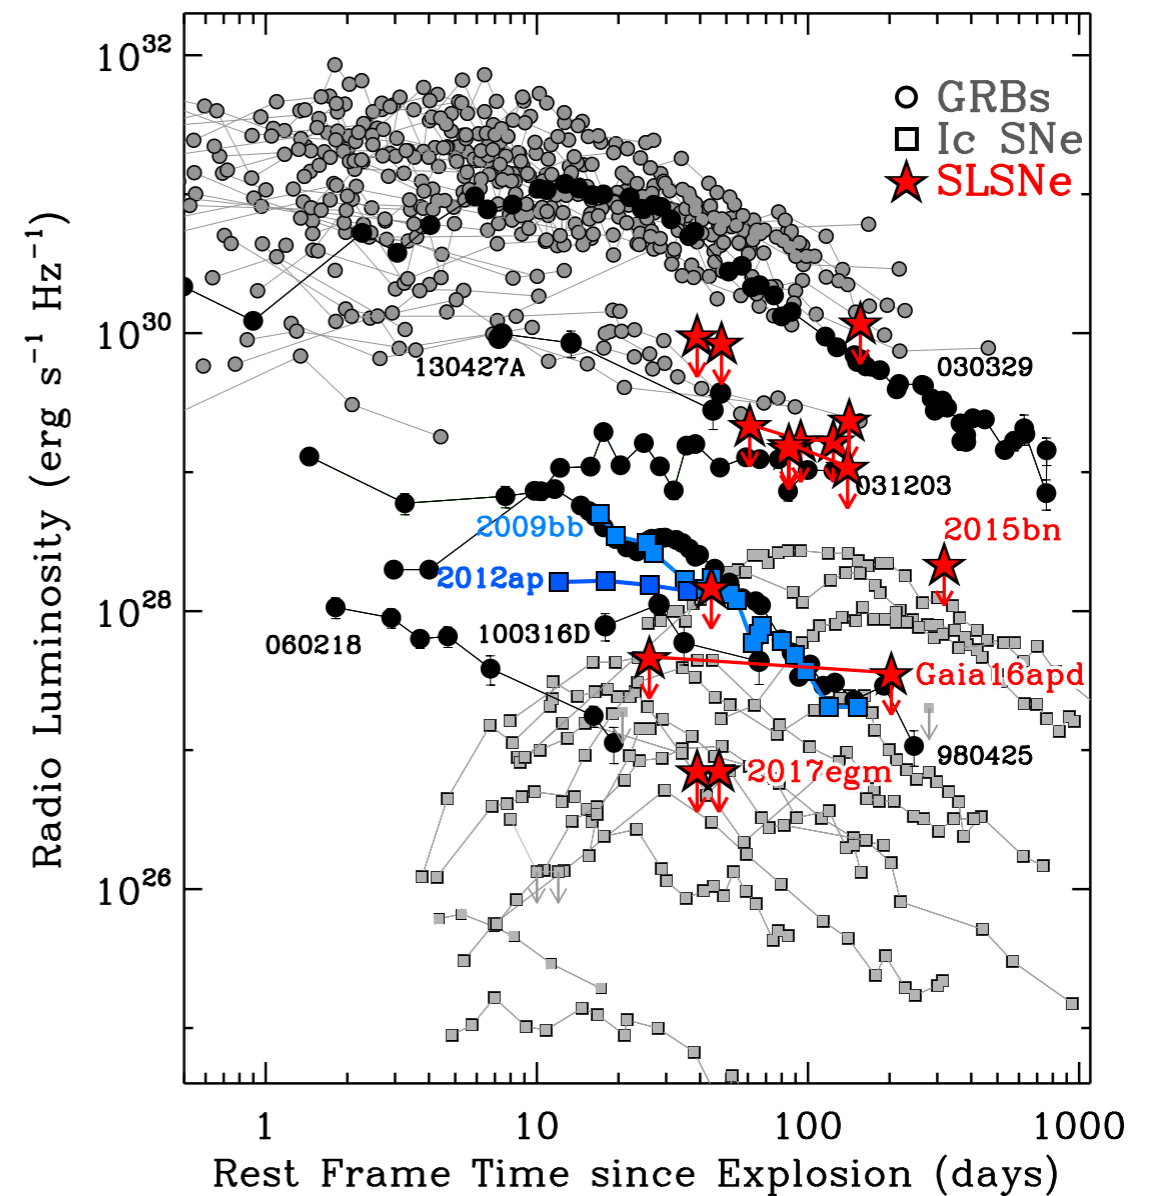 10^32
GRBs
Ic SNe
SLSNe
10^30
130427A
030329
031203
2009bb
2015bn
2012ap
10^28
100316D
060218
Gaia16apd
980425
2017egm
10^26
1 10 100 1000
Rest Frame Time since Explosion (days)
Radio Luminosity (erg s^−1 Hz^−1)